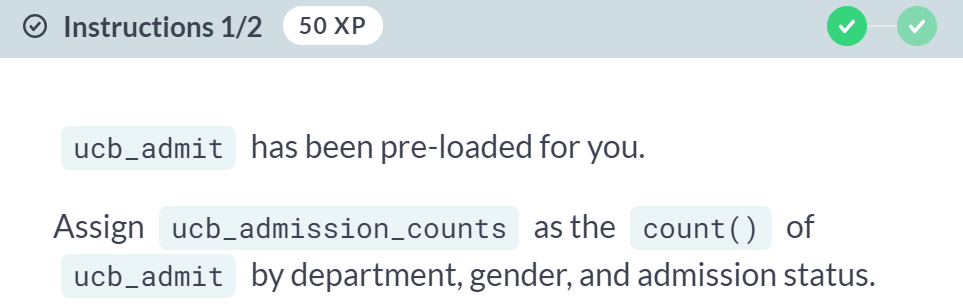 Instructions 1/2 50 XP
ucb_admit has been pre-loaded for you.
Assign ucb_admission_counts as the count() of
ucb_admit by department, gender, and admission status.